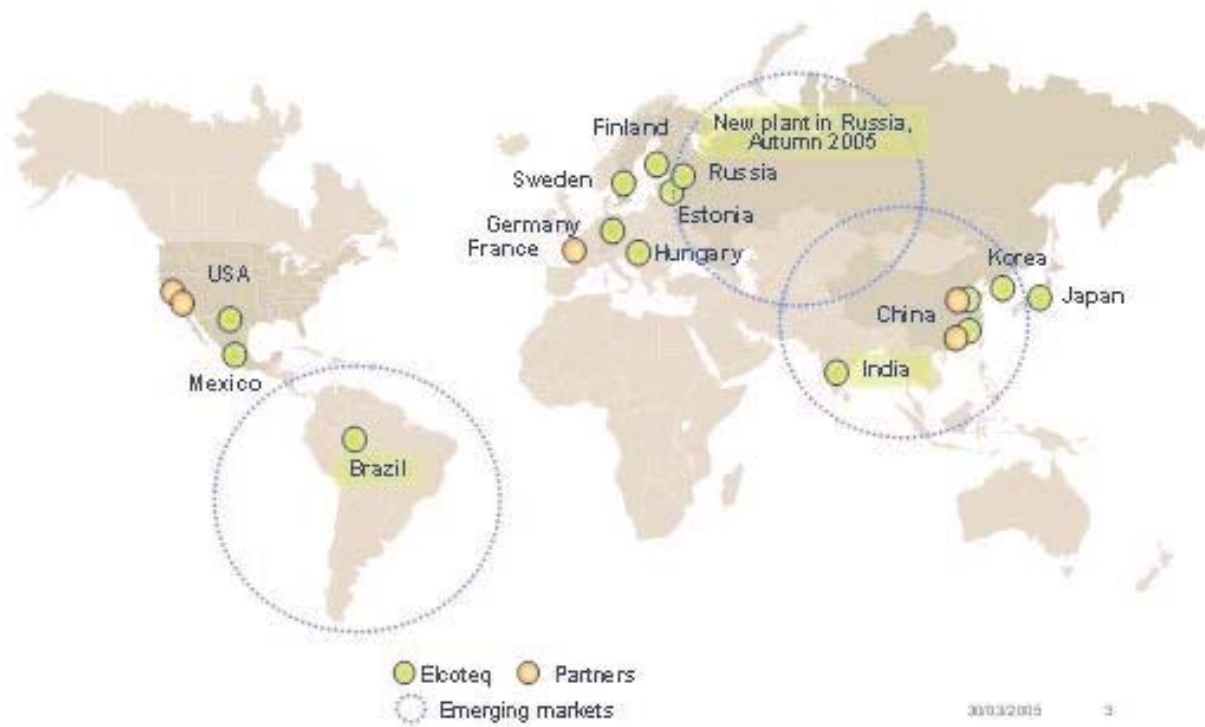 Finland
New plant in Russia,
Autumn 2005
Sweden
Russia
Estonia
Germany
France
Hungary
USA
Korea
Japan
China
India
Mexico
Brazil
Elcoteq
Partners
Emerging markets
30/03/2005
3